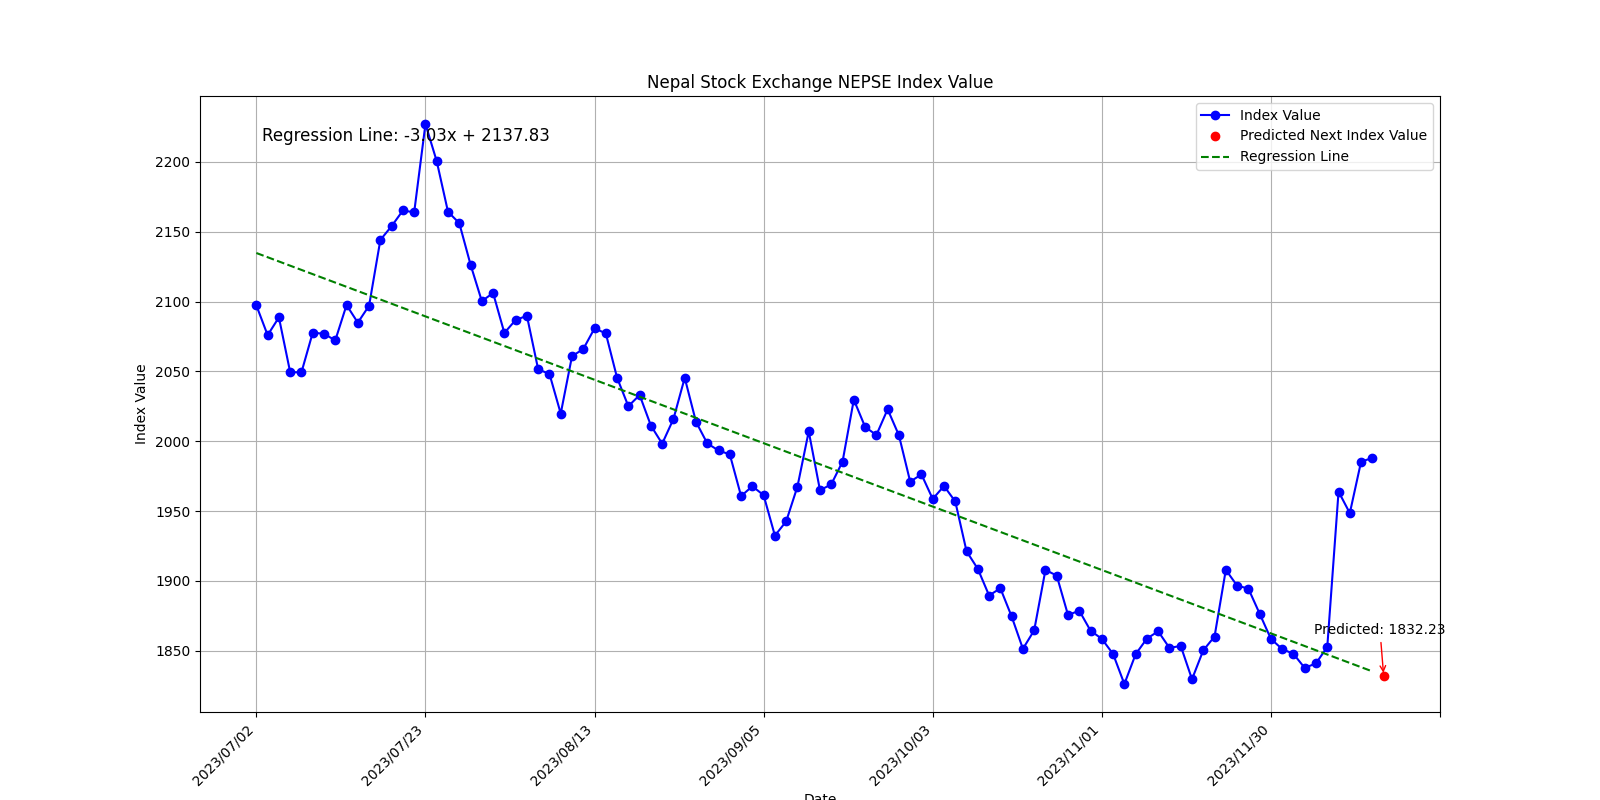 Nepal Stock Exchange NEPSE Index Value
Regression Line: -3.03x + 2137.83
Index Value
Predicted Next Index Value
Regression Line
2200
2150
2100
2050
2000
1950
1900
1850
Index Value
Predicted: 1832.23
2023/07/02
2023/07/23
2023/08/13
2023/09/05
2023/10/03
2023/11/01
2023/11/30
Date